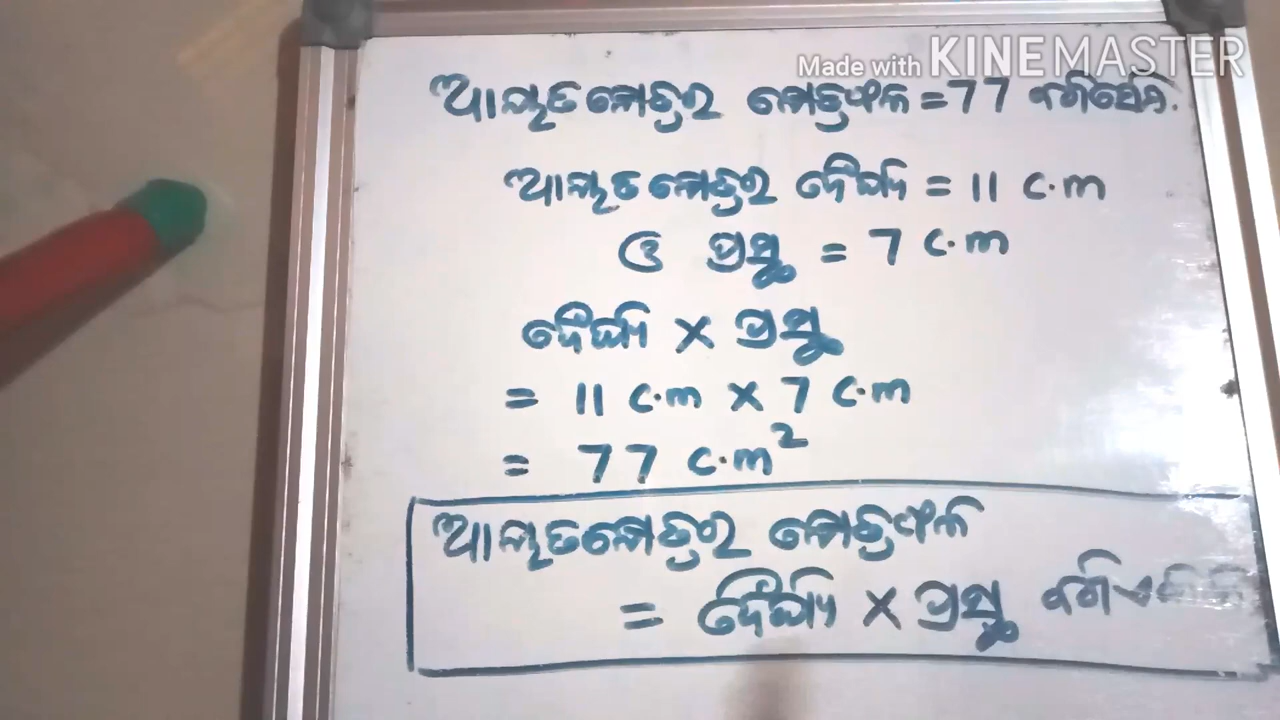 Made with KINEMASTER
ଆୟତକ୍ଷେତ୍ରର କ୍ଷେତ୍ରଫଳ = 77 ବର୍ଗସେମି.
ଆୟତକ୍ଷେତ୍ରର ଦୈର୍ଘ୍ୟ = 11 c.m
ଓ ପ୍ରସ୍ଥ = 7 c.m
ଦୈର୍ଘ୍ୟ × ପ୍ରସ୍ଥ
= 11 c.m × 7 c.m
= 77 c.m²
ଆୟତକ୍ଷେତ୍ରର କ୍ଷେତ୍ରଫଳ
= ଦୈର୍ଘ୍ୟ × ପ୍ରସ୍ଥ